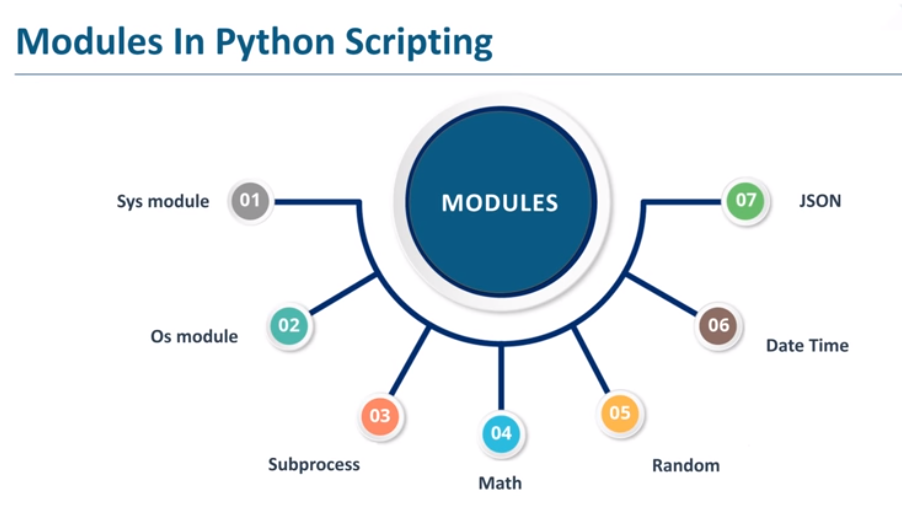 Modules In Python Scripting
MODULES
Sys module 01
07 JSON
Os module 02
06 Date Time
03
Subprocess
04
Math
05
Random